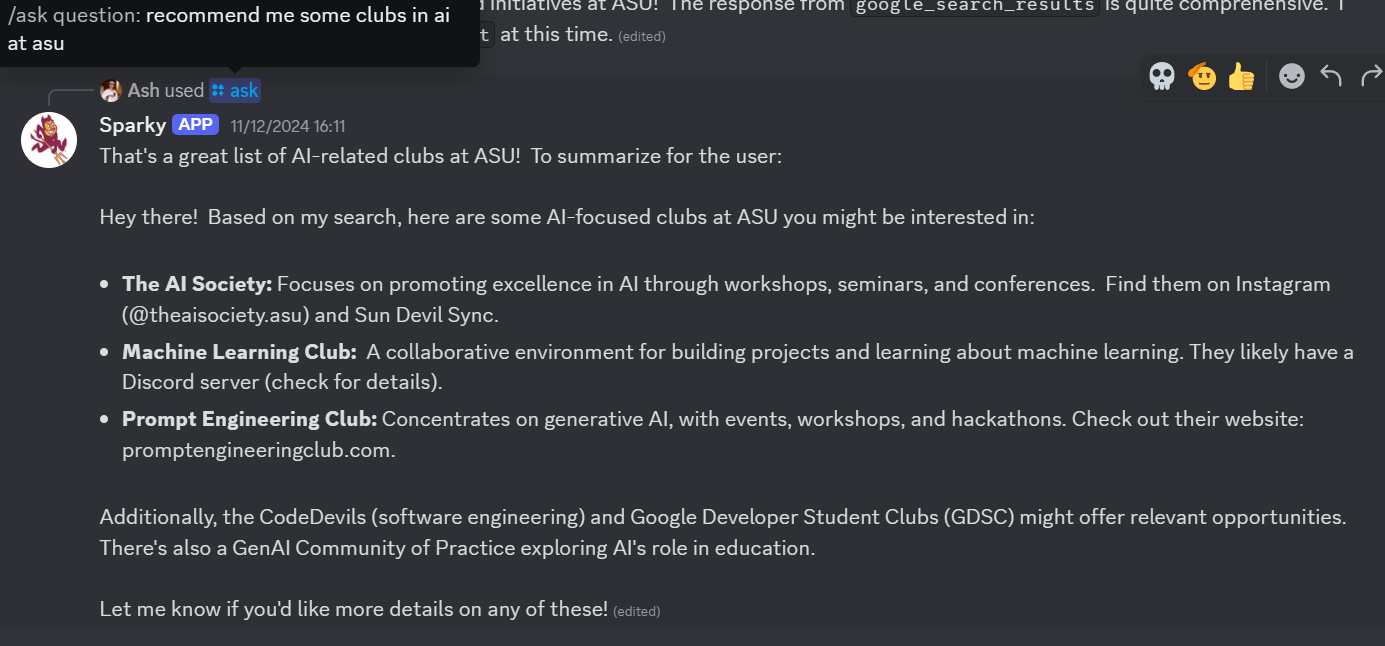 /ask question: recommend me some clubs in ai
at asu
initiatives at ASU! The response from google_search_results is quite comprehensive. I
t at this time. (edited)
Ash used ask
Sparky APP 11/12/2024 16:11
That's a great list of AI-related clubs at ASU! To summarize for the user:
Hey there! Based on my search, here are some AI-focused clubs at ASU you might be interested in:
• The AI Society: Focuses on promoting excellence in AI through workshops, seminars, and conferences. Find them on Instagram
(@theaisociety.asu) and Sun Devil Sync.
• Machine Learning Club: A collaborative environment for building projects and learning about machine learning. They likely have a
Discord server (check for details).
• Prompt Engineering Club: Concentrates on generative AI, with events, workshops, and hackathons. Check out their website:
promptengineeringclub.com.
Additionally, the CodeDevils (software engineering) and Google Developer Student Clubs (GDSC) might offer relevant opportunities.
There's also a GenAI Community of Practice exploring AI's role in education.
Let me know if you'd like more details on any of these! (edited)